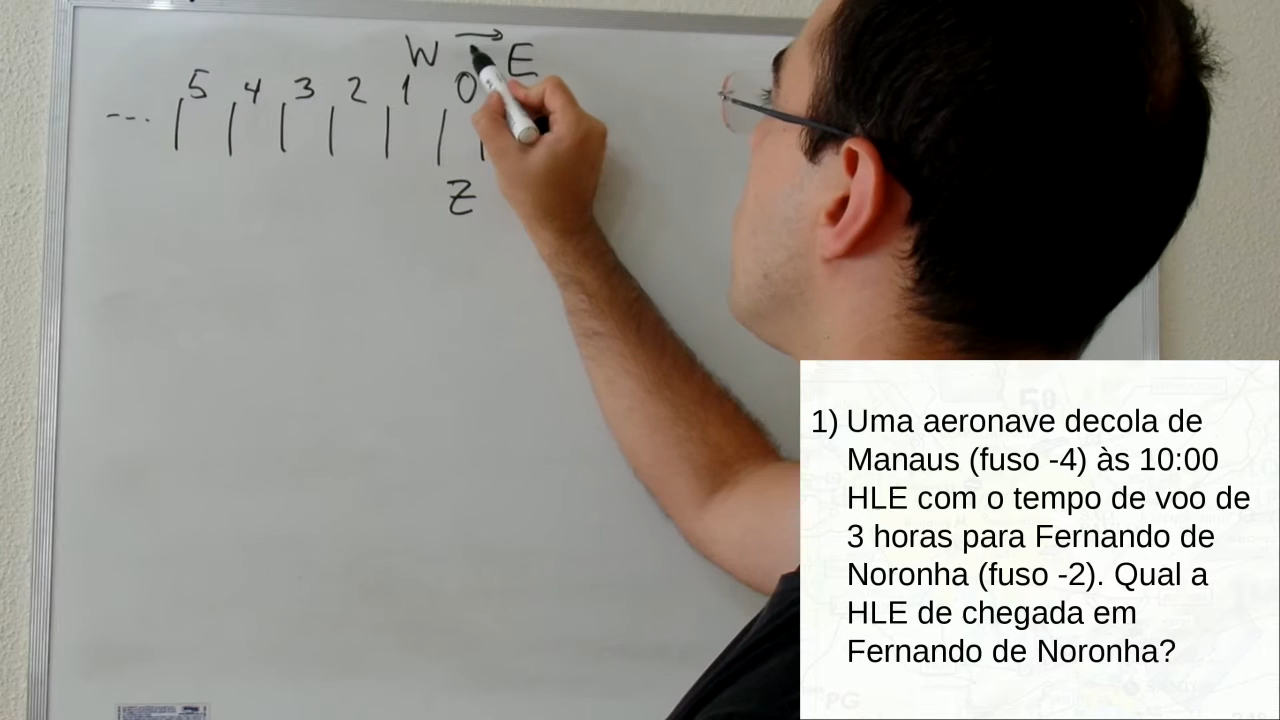 W → E
5 4 3 2 1 0
Z
1) Uma aeronave decola de
Manaus (fuso -4) às 10:00
HLE com o tempo de voo de
3 horas para Fernando de
Noronha (fuso -2). Qual a
HLE de chegada em
Fernando de Noronha?
5º
PG